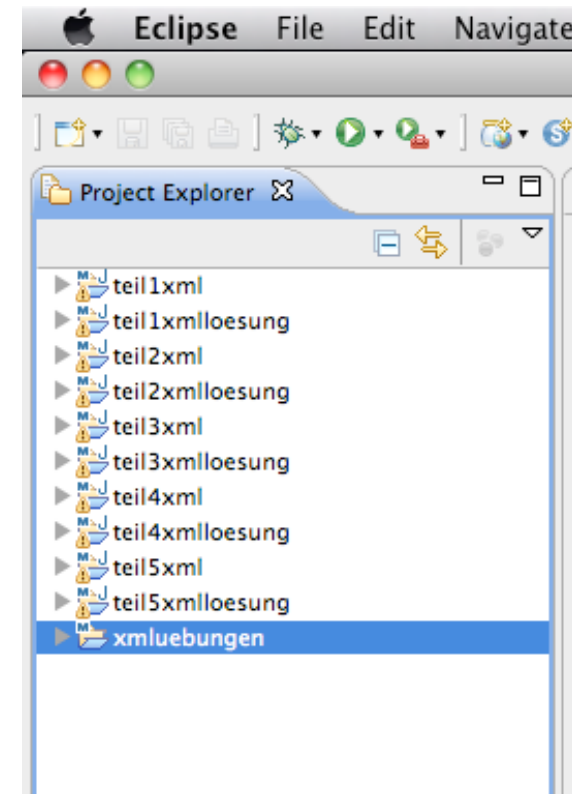 Eclipse File Edit Navigate
Project Explorer
teil1xml
teil1xmlloesung
teil2xml
teil2xmlloesung
teil3xml
teil3xmlloesung
teil4xml
teil4xmlloesung
teil5xml
teil5xmlloesung
xmluebungen